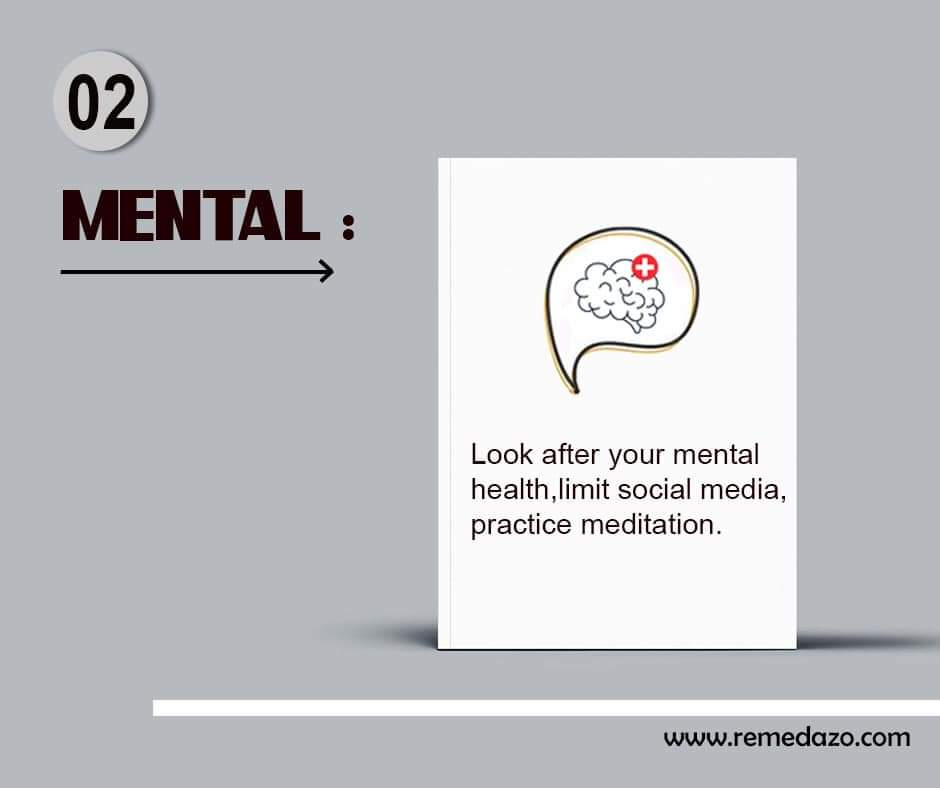 02
MENTAL :
Look after your mental
health,limit social media,
practice meditation.
www.remedazo.com